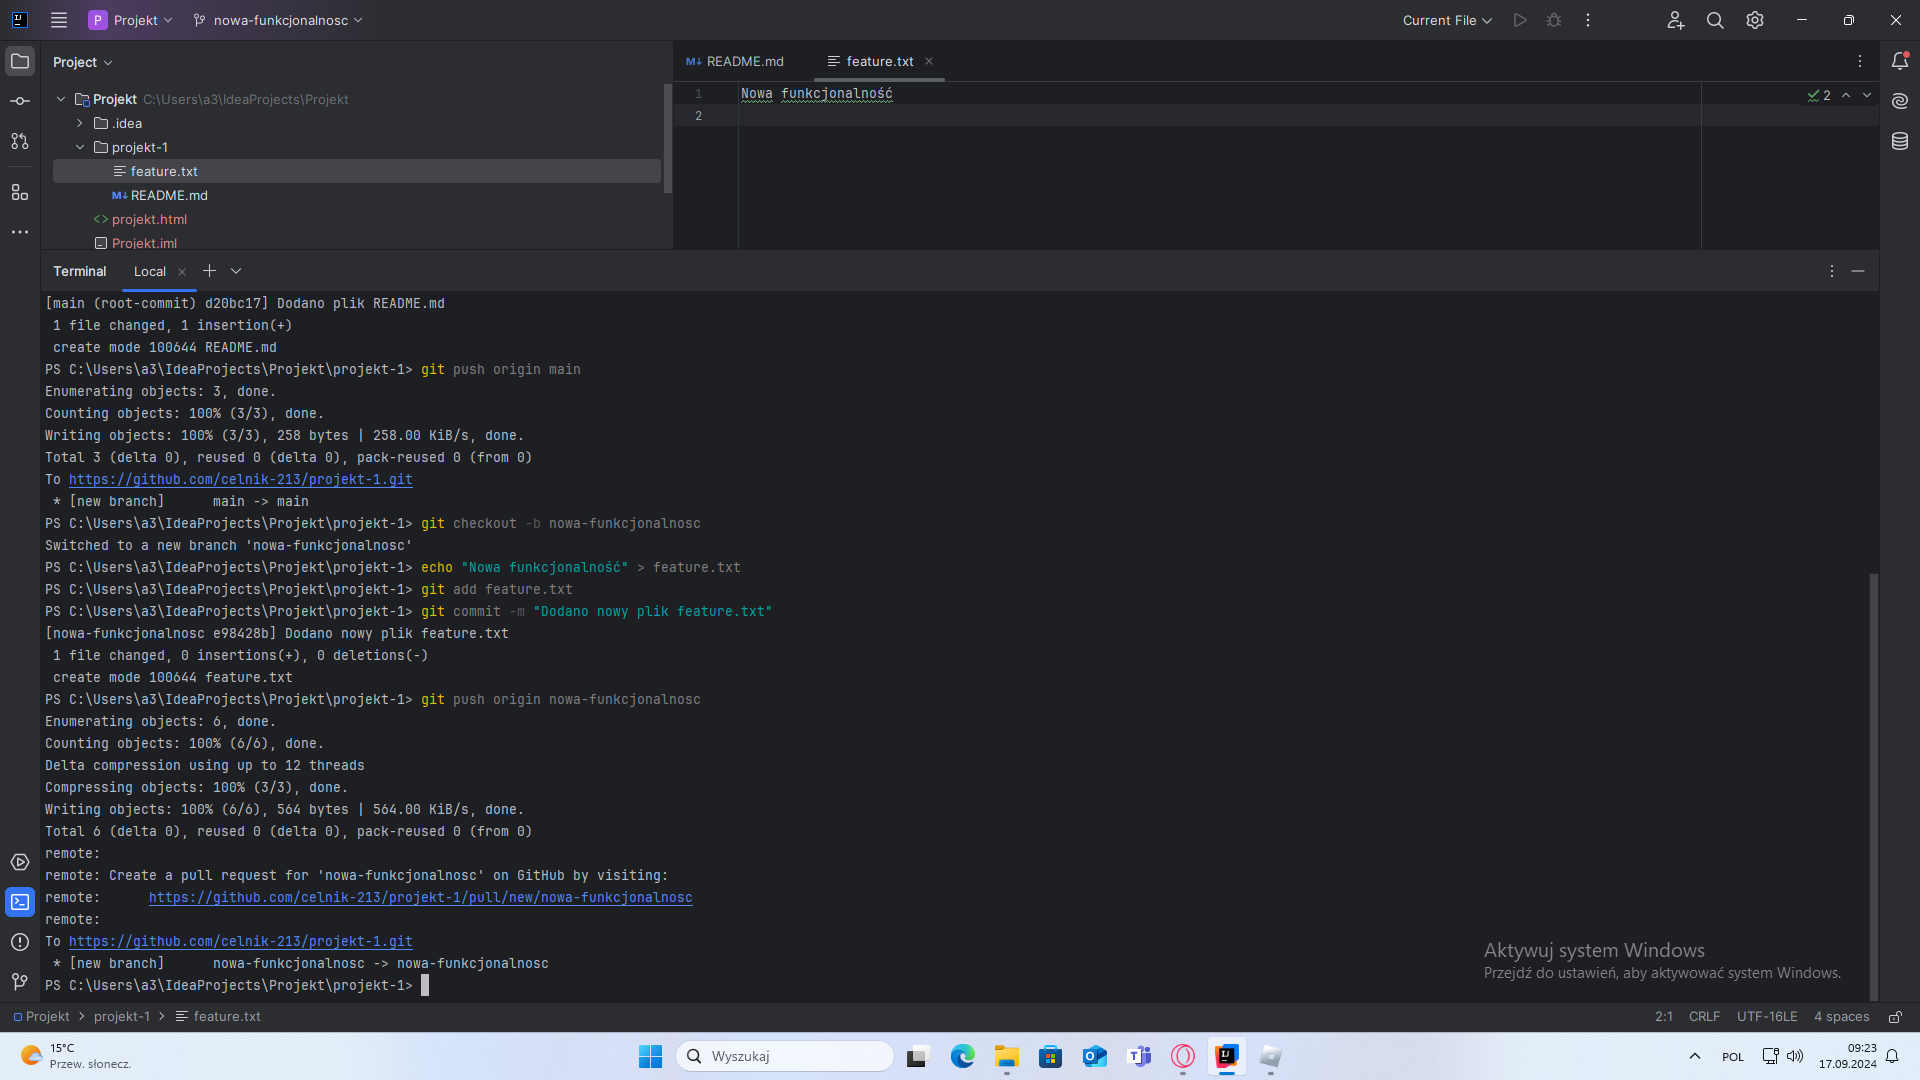 P Projekt nowa-funkcjonalnosc Current File
Project
Projekt C:\Users\a3\IdeaProjects\Projekt
.idea
projekt-1
feature.txt
README.md
projekt.html
Projekt.iml
README.md feature.txt
1 Nowa funkcjonalność
2
2
Terminal Local
[main (root-commit) d20bc17] Dodano plik README.md
1 file changed, 1 insertion(+)
create mode 100644 README.md
PS C:\Users\a3\IdeaProjects\Projekt\projekt-1> git push origin main
Enumerating objects: 3, done.
Counting objects: 100% (3/3), done.
Writing objects: 100% (3/3), 258 bytes | 258.00 KiB/s, done.
Total 3 (delta 0), reused 0 (delta 0), pack-reused 0 (from 0)
To https://github.com/celnik-213/projekt-1.git
* [new branch]      main -> main
PS C:\Users\a3\IdeaProjects\Projekt\projekt-1> git checkout -b nowa-funkcjonalnosc
Switched to a new branch 'nowa-funkcjonalnosc'
PS C:\Users\a3\IdeaProjects\Projekt\projekt-1> echo "Nowa funkcjonalność" > feature.txt
PS C:\Users\a3\IdeaProjects\Projekt\projekt-1> git add feature.txt
PS C:\Users\a3\IdeaProjects\Projekt\projekt-1> git commit -m "Dodano nowy plik feature.txt"
[nowa-funkcjonalnosc e98428b] Dodano nowy plik feature.txt
1 file changed, 0 insertions(+), 0 deletions(-)
create mode 100644 feature.txt
PS C:\Users\a3\IdeaProjects\Projekt\projekt-1> git push origin nowa-funkcjonalnosc
Enumerating objects: 6, done.
Counting objects: 100% (6/6), done.
Delta compression using up to 12 threads
Compressing objects: 100% (3/3), done.
Writing objects: 100% (6/6), 564 bytes | 564.00 KiB/s, done.
Total 6 (delta 0), reused 0 (delta 0), pack-reused 0 (from 0)
remote:
remote: Create a pull request for 'nowa-funkcjonalnosc' on GitHub by visiting:
remote:      https://github.com/celnik-213/projekt-1/pull/new/nowa-funkcjonalnosc
remote:
To https://github.com/celnik-213/projekt-1.git
* [new branch]      nowa-funkcjonalnosc -> nowa-funkcjonalnosc
PS C:\Users\a3\IdeaProjects\Projekt\projekt-1>
Aktywuj system Windows
Przejdź do ustawień, aby aktywować system Windows.
Projekt > projekt-1 > feature.txt 2:1 CRLF UTF-16LE 4 spaces
15°C
Przew. słonecz.
Wyszukaj
POL
09:23
17.09.2024